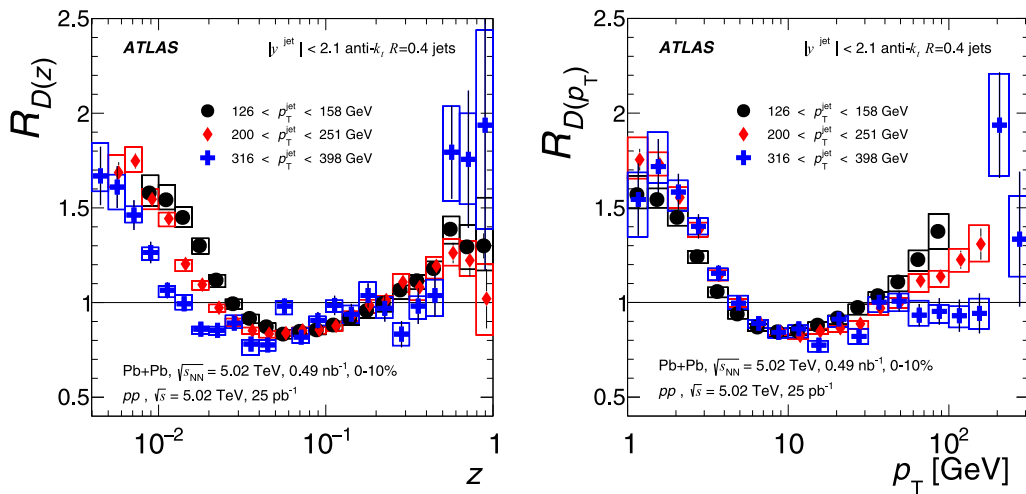 R_D(z)
2.5
2
1.5
1
0.5
ATLAS |y^jet| < 2.1 anti-k_t R=0.4 jets
126 < p_T^jet < 158 GeV
200 < p_T^jet < 251 GeV
316 < p_T^jet < 398 GeV
Pb+Pb, √s_NN = 5.02 TeV, 0.49 nb⁻¹, 0-10%
pp , √s = 5.02 TeV, 25 pb⁻¹
10⁻² 10⁻¹ 1
z
R_D(p_T)
2.5
2
1.5
1
0.5
ATLAS |y^jet| < 2.1 anti-k_t R=0.4 jets
126 < p_T^jet < 158 GeV
200 < p_T^jet < 251 GeV
316 < p_T^jet < 398 GeV
Pb+Pb, √s_NN = 5.02 TeV, 0.49 nb⁻¹, 0-10%
pp , √s = 5.02 TeV, 25 pb⁻¹
1 10 10²
p_T [GeV]